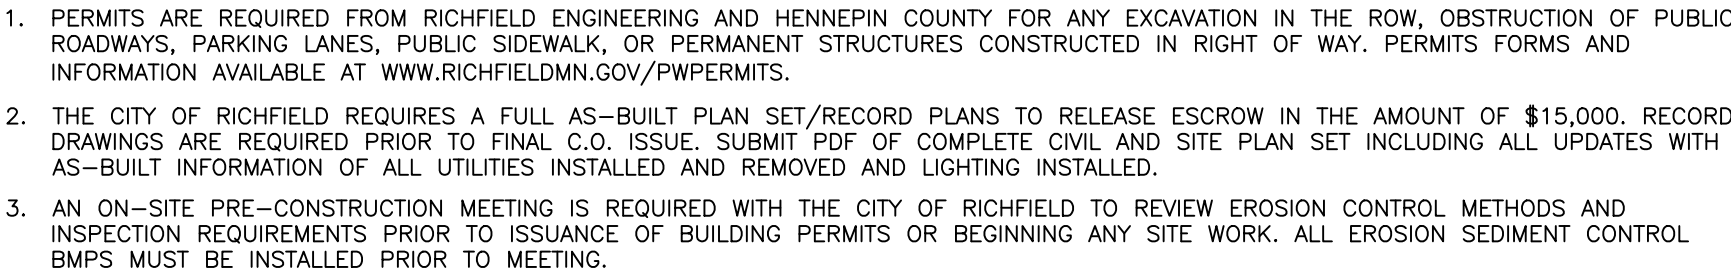 1. PERMITS ARE REQUIRED FROM RICHFIELD ENGINEERING AND HENNEPIN COUNTY FOR ANY EXCAVATION IN THE ROW, OBSTRUCTION OF PUBLIC
ROADWAYS, PARKING LANES, PUBLIC SIDEWALK, OR PERMANENT STRUCTURES CONSTRUCTED IN RIGHT OF WAY. PERMITS FORMS AND
INFORMATION AVAILABLE AT WWW.RICHFIELDMN.GOV/PWPERMITS.
2. THE CITY OF RICHFIELD REQUIRES A FULL AS-BUILT PLAN SET/RECORD PLANS TO RELEASE ESCROW IN THE AMOUNT OF $15,000. RECORD
DRAWINGS ARE REQUIRED PRIOR TO FINAL C.O. ISSUE. SUBMIT PDF OF COMPLETE CIVIL AND SITE PLAN SET INCLUDING ALL UPDATES WITH
AS-BUILT INFORMATION OF ALL UTILITIES INSTALLED AND REMOVED AND LIGHTING INSTALLED.
3. AN ON-SITE PRE-CONSTRUCTION MEETING IS REQUIRED WITH THE CITY OF RICHFIELD TO REVIEW EROSION CONTROL METHODS AND
INSPECTION REQUIREMENTS PRIOR TO ISSUANCE OF BUILDING PERMITS OR BEGINNING ANY SITE WORK. ALL EROSION SEDIMENT CONTROL
BMPS MUST BE INSTALLED PRIOR TO MEETING.